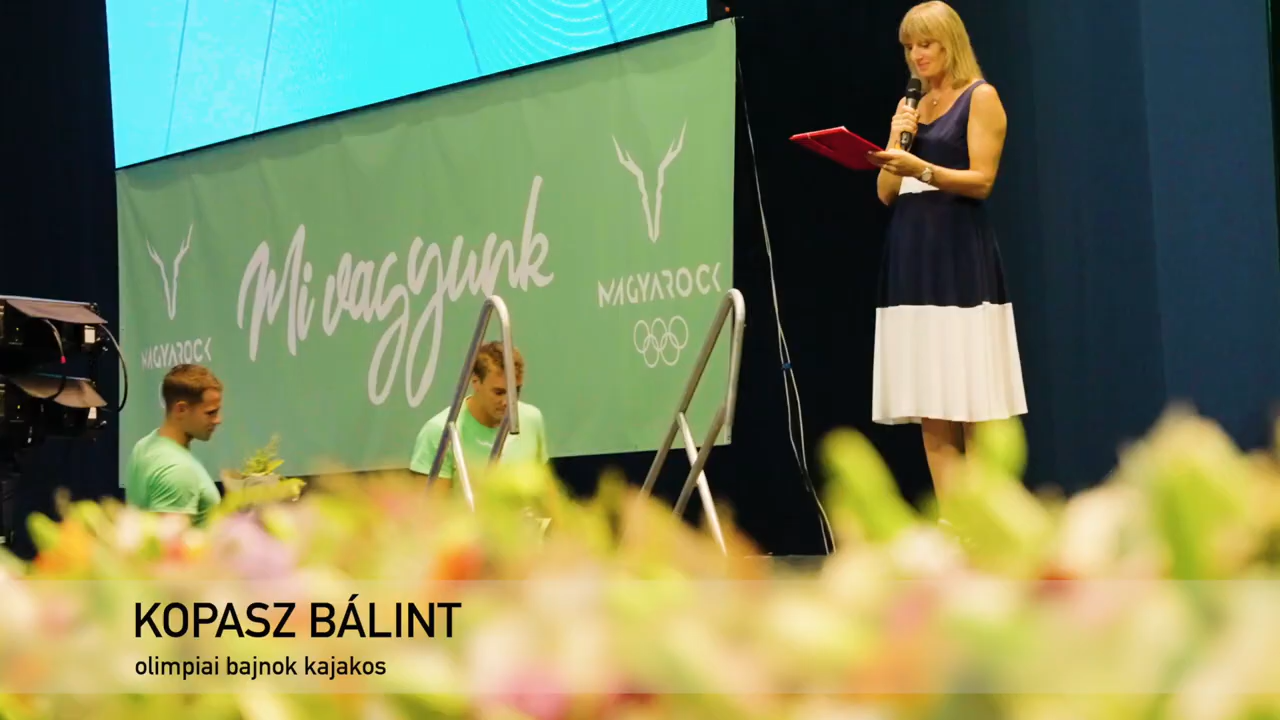 Mi vagyunk
MAGYAROCK
MAGYAROCK
KOPASZ BÁLINT
olimpiai bajnok kajakos